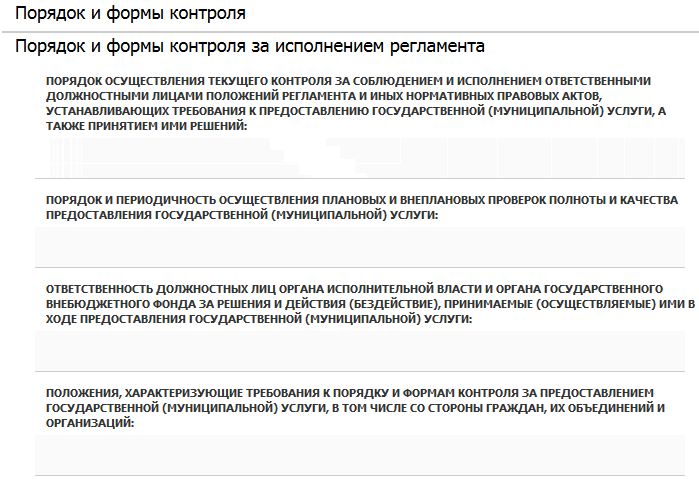 Порядок и формы контроля
Порядок и формы контроля за исполнением регламента
ПОРЯДОК ОСУЩЕСТВЛЕНИЯ ТЕКУЩЕГО КОНТРОЛЯ ЗА СОБЛЮДЕНИЕМ И ИСПОЛНЕНИЕМ ОТВЕТСТВЕННЫМИ
ДОЛЖНОСТНЫМИ ЛИЦАМИ ПОЛОЖЕНИЙ РЕГЛАМЕНТА И ИНЫХ НОРМАТИВНЫХ ПРАВОВЫХ АКТОВ,
УСТАНАВЛИВАЮЩИХ ТРЕБОВАНИЯ К ПРЕДОСТАВЛЕНИЮ ГОСУДАРСТВЕННОЙ (МУНИЦИПАЛЬНОЙ) УСЛУГИ, А
ТАКЖЕ ПРИНЯТИЕМ ИМИ РЕШЕНИЙ:
ПОРЯДОК И ПЕРИОДИЧНОСТЬ ОСУЩЕСТВЛЕНИЯ ПЛАНОВЫХ И ВНЕПЛАНОВЫХ ПРОВЕРОК ПОЛНОТЫ И КАЧЕСТВА
ПРЕДОСТАВЛЕНИЯ ГОСУДАРСТВЕННОЙ (МУНИЦИПАЛЬНОЙ) УСЛУГИ:
ОТВЕТСТВЕННОСТЬ ДОЛЖНОСТНЫХ ЛИЦ ОРГАНА ИСПОЛНИТЕЛЬНОЙ ВЛАСТИ И ОРГАНА ГОСУДАРСТВЕННОГО
ВНЕБЮДЖЕТНОГО ФОНДА ЗА РЕШЕНИЯ И ДЕЙСТВИЯ (БЕЗДЕЙСТВИЕ), ПРИНИМАЕМЫЕ (ОСУЩЕСТВЛЯЕМЫЕ) ИМИ В
ХОДЕ ПРЕДОСТАВЛЕНИЯ ГОСУДАРСТВЕННОЙ (МУНИЦИПАЛЬНОЙ) УСЛУГИ:
ПОЛОЖЕНИЯ, ХАРАКТЕРИЗУЮЩИЕ ТРЕБОВАНИЯ К ПОРЯДКУ И ФОРМАМ КОНТРОЛЯ ЗА ПРЕДОСТАВЛЕНИЕМ
ГОСУДАРСТВЕННОЙ (МУНИЦИПАЛЬНОЙ) УСЛУГИ, В ТОМ ЧИСЛЕ СО СТОРОНЫ ГРАЖДАН, ИХ ОБЪЕДИНЕНИЙ И
ОРГАНИЗАЦИЙ: